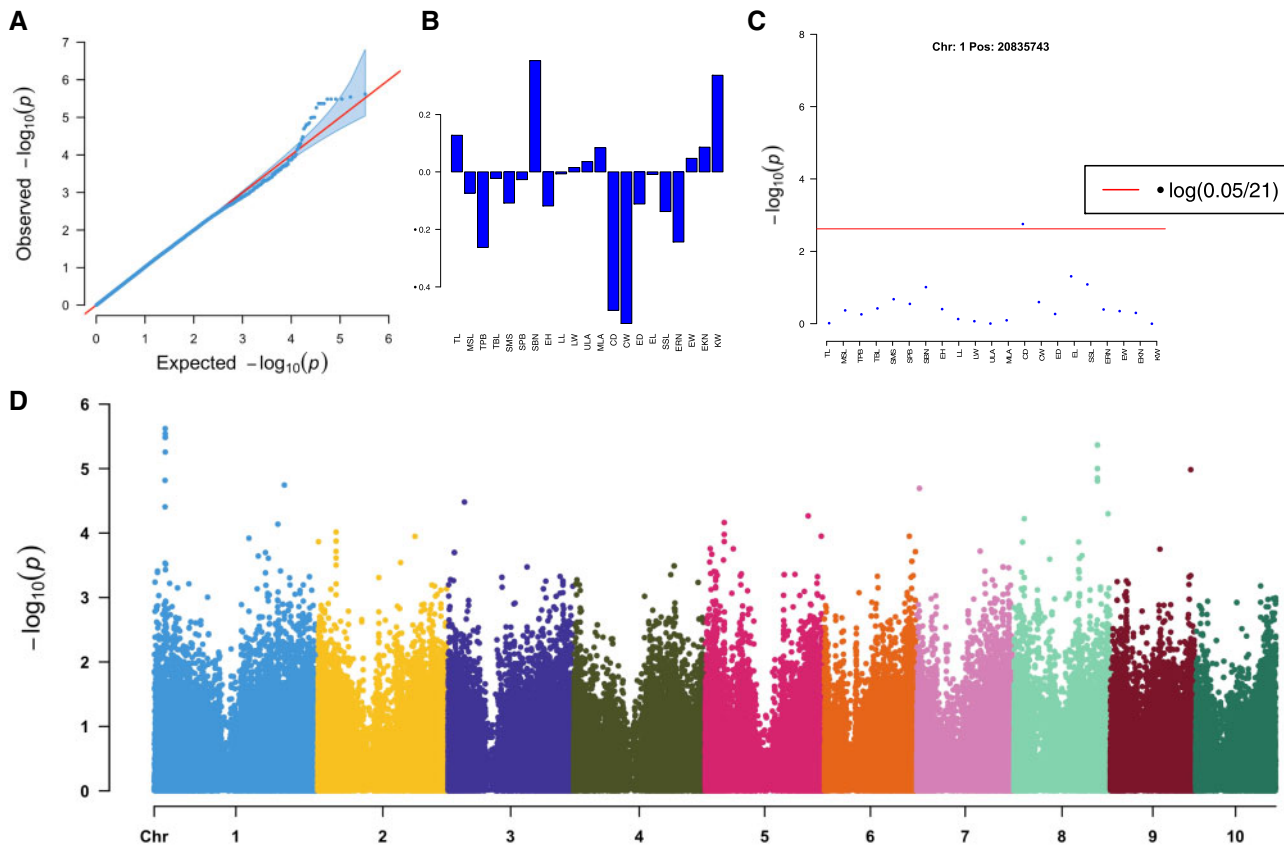 A
7
6
5
4
3
2
1
0
Observed −log10(p)
0 1 2 3 4 5 6
Expected −log10(p)
B
0.2
0.0
•0.2
•0.4
TL MSL TPB TBL SMS SPB SBN EH LL LW ULA MLA CD CW ED EL SSL ERN EW EKN KW
C
8
6
4
2
0
−log10(p)
Chr: 1 Pos: 20835743
• log(0.05/21)
TL MSL TPB TBL SMS SPB SBN EH LL LW ULA MLA CD CW ED EL SSL ERN EW EKN KW
D
6
5
4
3
2
1
0
−log10(p)
Chr 1 2 3 4 5 6 7 8 9 10